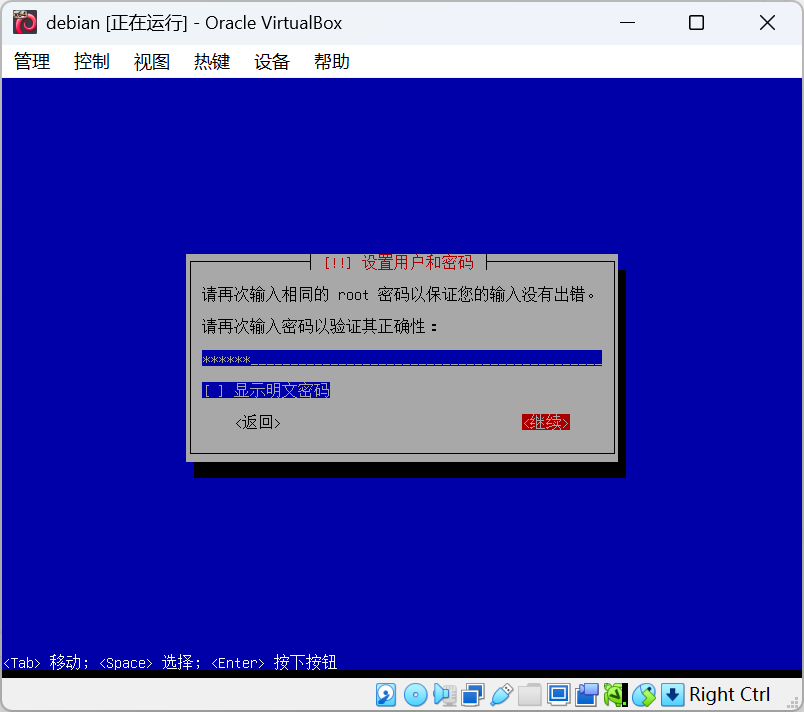 debian [正在运行] - Oracle VirtualBox
管理 控制 视图 热键 设备 帮助
[!!] 设置用户和密码
请再次输入相同的 root 密码以保证您的输入没有出错。
请再次输入密码以验证其正确性：
******
[ ] 显示明文密码
<返回> <继续>
<Tab> 移动; <Space> 选择; <Enter> 按下按钮
Right Ctrl